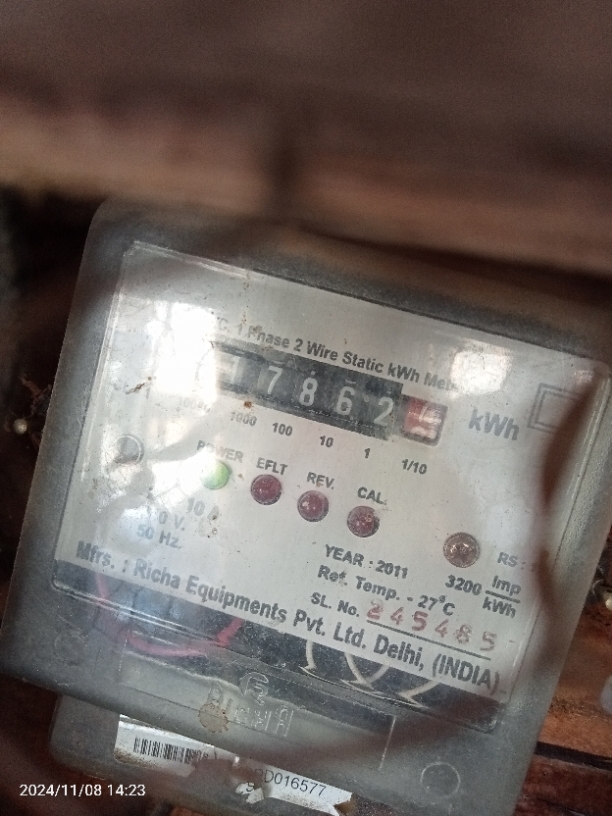 1 Phase 2 Wire Static kWh
17862 kWh
1000 100 10 1 1/10
POWER EFLT REV. CAL.
10 A
50 Hz.
YEAR : 2011
3200 Imp/kWh
Ref. Temp. - 27°C
SL. No. 245485
Mfrs. : Richa Equipments Pvt. Ltd. Delhi, (INDIA)
D016577
2024/11/08 14:23